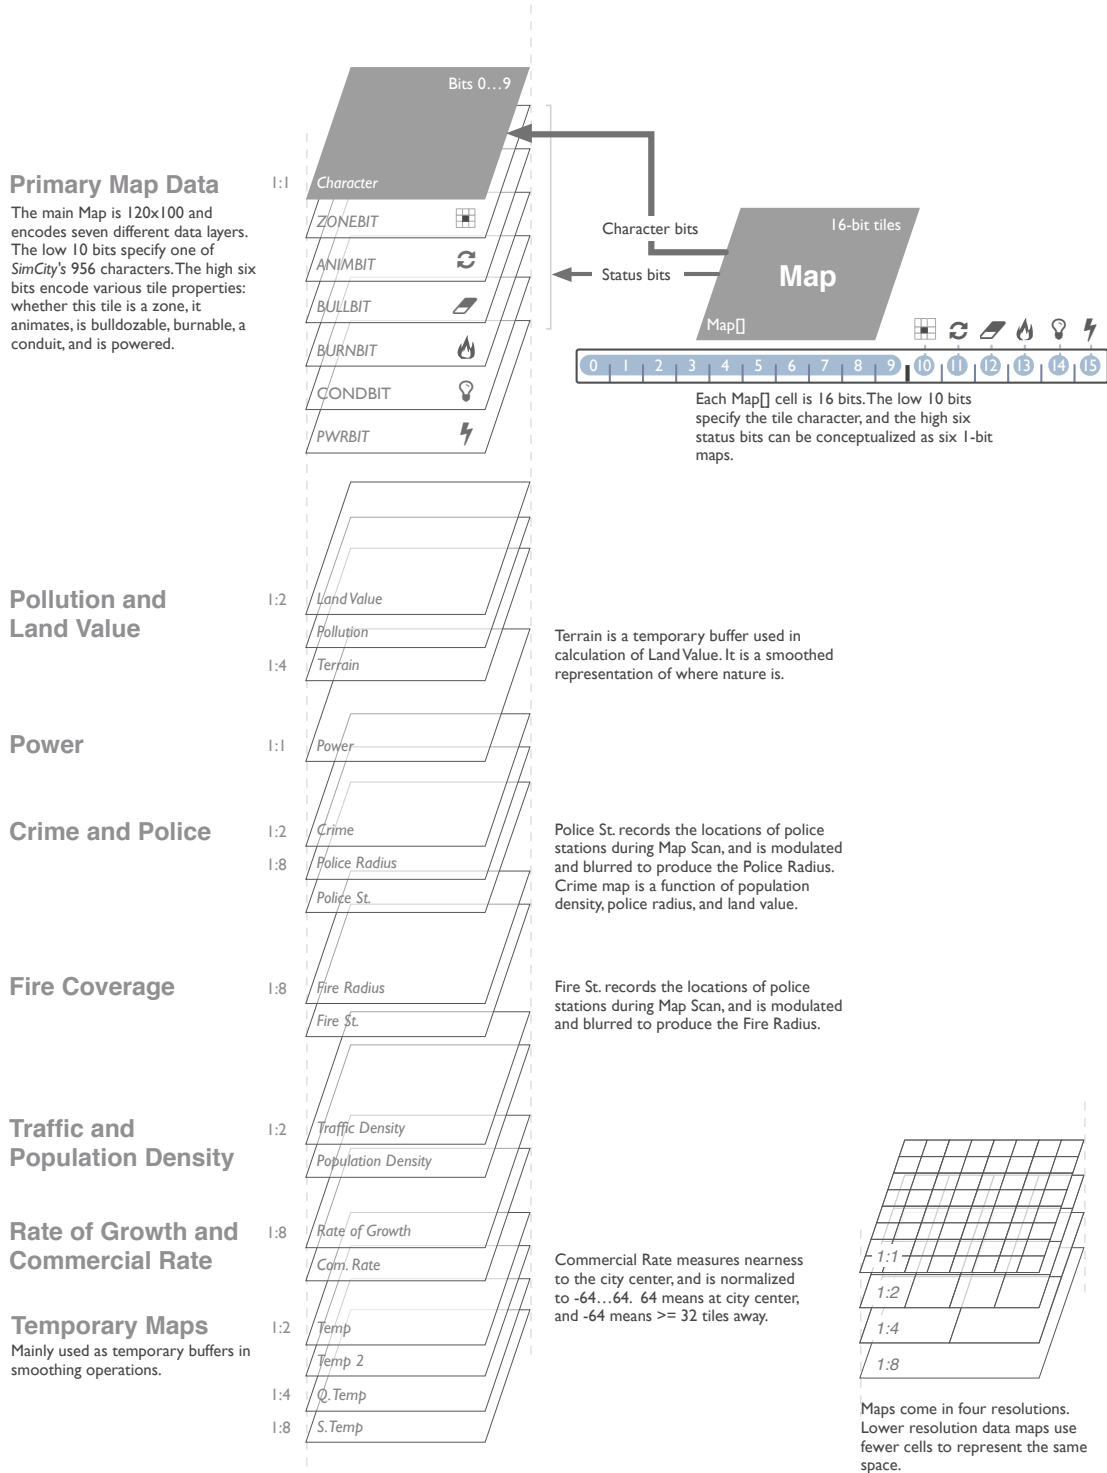 Bits 0…9
Primary Map Data
1:1
Character
The main Map is 120x100 and
encodes seven different data layers.
The low 10 bits specify one of
SimCity's 956 characters. The high six
bits encode various tile properties:
whether this tile is a zone, it
animates, is bulldozable, burnable, a
conduit, and is powered.
ZONEBIT
ANIMBIT
BULLBIT
BURNBIT
CONDBIT
PWRBIT
Character bits
Status bits
16-bit tiles
Map
Map[]
0 1 2 3 4 5 6 7 8 9 10 11 12 13 14 15
Each Map[] cell is 16 bits. The low 10 bits
specify the tile character, and the high six
status bits can be conceptualized as six 1-bit
maps.
Pollution and
Land Value
1:2
Land Value
Pollution
1:4
Terrain
Terrain is a temporary buffer used in
calculation of Land Value. It is a smoothed
representation of where nature is.
Power
1:1
Power
Crime and Police
1:2
Crime
1:8
Police Radius
Police St.
Police St. records the locations of police
stations during Map Scan, and is modulated
and blurred to produce the Police Radius.
Crime map is a function of population
density, police radius, and land value.
Fire Coverage
1:8
Fire Radius
Fire St.
Fire St. records the locations of police
stations during Map Scan, and is modulated
and blurred to produce the Fire Radius.
Traffic and
Population Density
1:2
Traffic Density
Population Density
Rate of Growth and
Commercial Rate
1:8
Rate of Growth
Com. Rate
Commercial Rate measures nearness
to the city center, and is normalized
to -64…64. 64 means at city center,
and -64 means >= 32 tiles away.
Temporary Maps
Mainly used as temporary buffers in
smoothing operations.
1:2
Temp
Temp 2
1:4
Q. Temp
1:8
S. Temp
1:1
1:2
1:4
1:8
Maps come in four resolutions.
Lower resolution data maps use
fewer cells to represent the same
space.